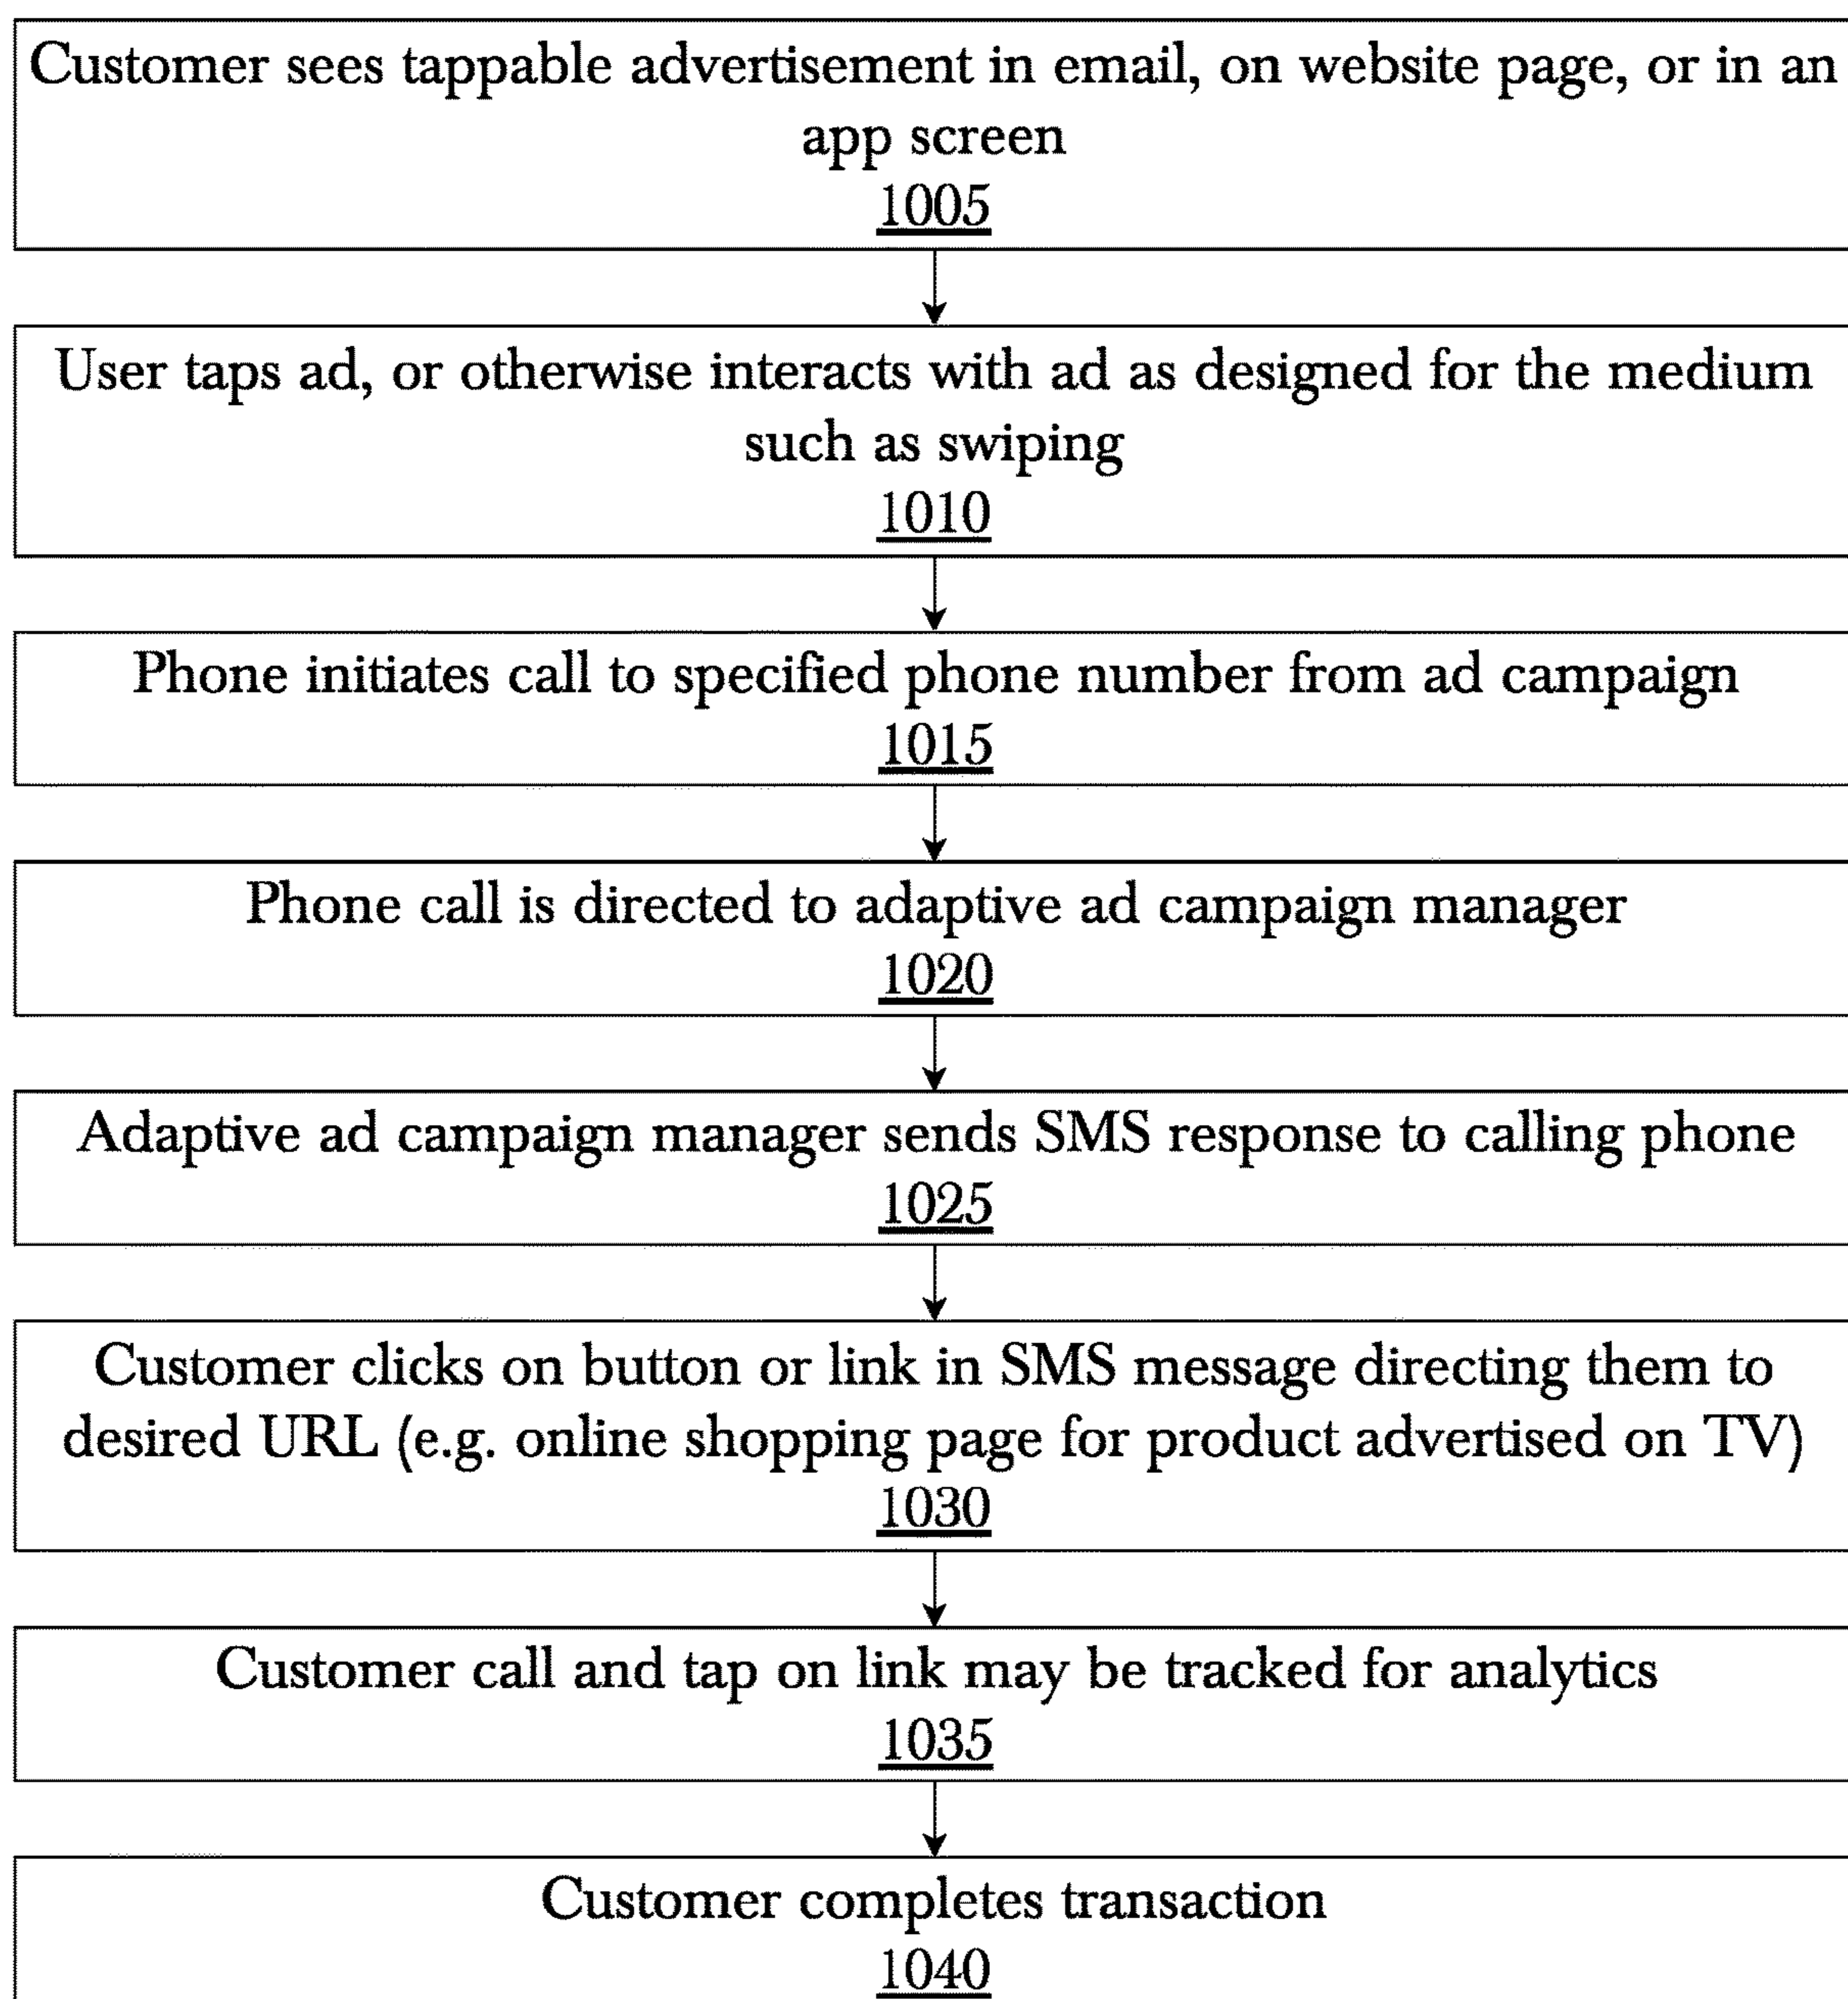 Customer sees tappable advertisement in email, on website page, or in an
app screen
1005
User taps ad, or otherwise interacts with ad as designed for the medium
such as swiping
1010
Phone initiates call to specified phone number from ad campaign
1015
Phone call is directed to adaptive ad campaign manager
1020
Adaptive ad campaign manager sends SMS response to calling phone
1025
Customer clicks on button or link in SMS message directing them to
desired URL (e.g. online shopping page for product advertised on TV)
1030
Customer call and tap on link may be tracked for analytics
1035
Customer completes transaction
1040